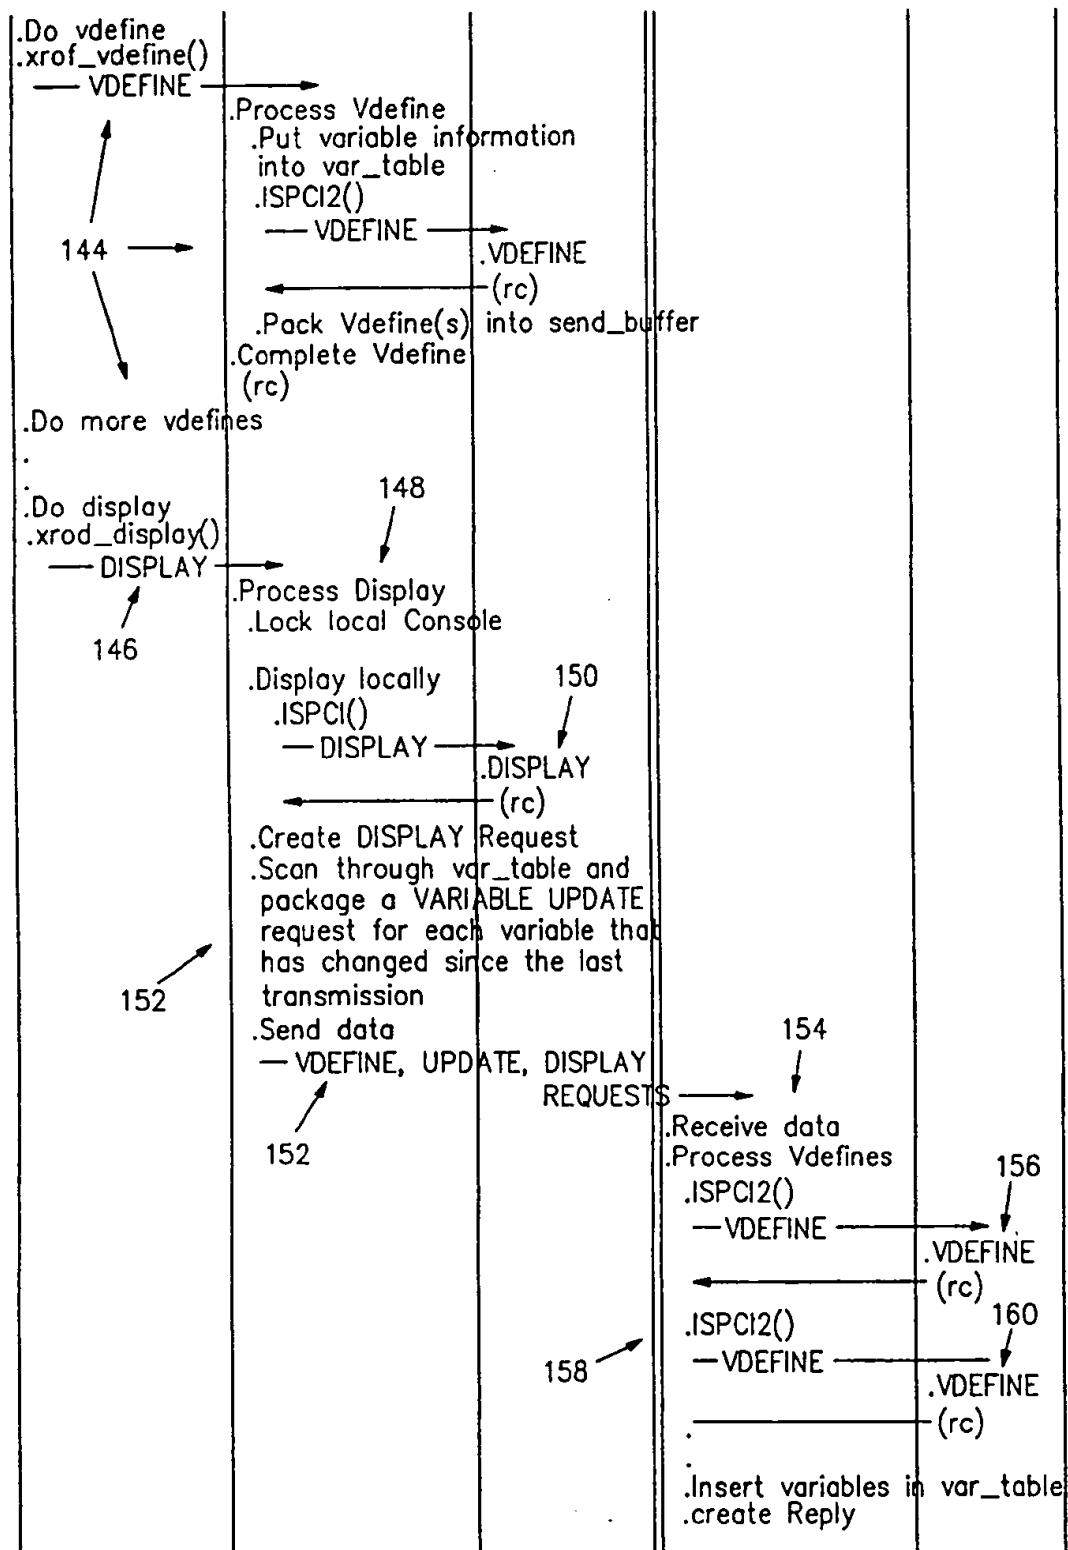 .Do vdefine
.xrof_vdefine()
VDEFINE
.Process Vdefine
.Put variable information
into var_table
.ISPCI2()
VDEFINE
144
.VDEFINE
(rc)
.Pack Vdefine(s) into send_buffer
.Complete Vdefine
(rc)
.Do more vdefines
.
.
148
.Do display
.xrod_display()
DISPLAY
.Process Display
.Lock local Console
146
.Display locally
150
.ISPCI()
DISPLAY
.DISPLAY
(rc)
.Create DISPLAY Request
.Scan through var_table and
package a VARIABLE UPDATE
request for each variable that
has changed since the last
transmission
152
.Send data
154
VDEFINE, UPDATE, DISPLAY
REQUESTS
.Receive data
152
.Process Vdefines
156
.ISPCI2()
VDEFINE
.VDEFINE
(rc)
160
.ISPCI2()
VDEFINE
158
.VDEFINE
(rc)
.
.
.Insert variables in var_table
.create Reply